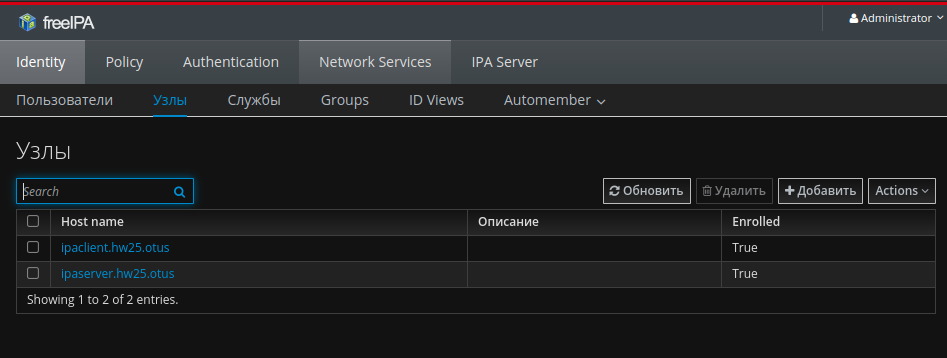 freeIPA
Administrator
Identity Policy Authentication Network Services IPA Server
Пользователи Узлы Службы Groups ID Views Automember
Узлы
Search Обновить Удалить Добавить Actions
Host name Описание Enrolled
ipaclient.hw25.otus True
ipaserver.hw25.otus True
Showing 1 to 2 of 2 entries.